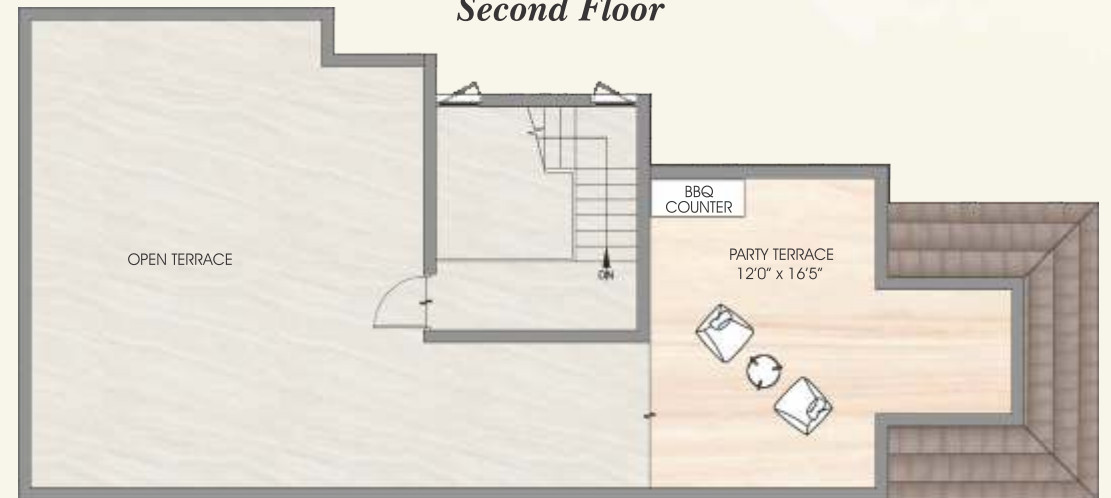 Second Floor
BBQ
COUNTER
OPEN TERRACE
PARTY TERRACE
12'0" x 16'5"
DN